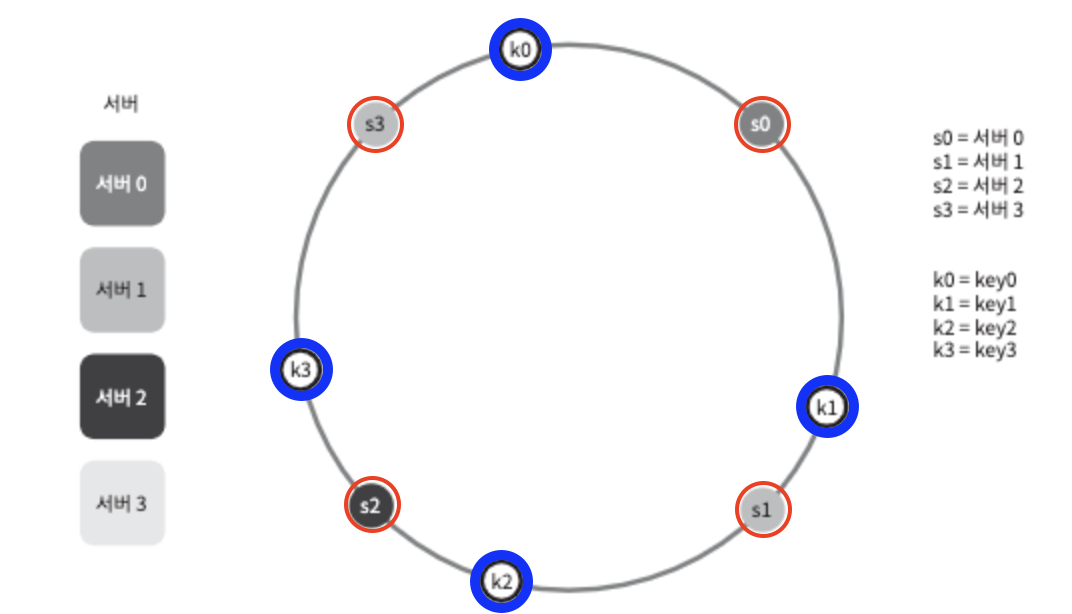 서버
서버 0
서버 1
서버 2
서버 3
k0
s3
s0
k3
k1
s2
s1
k2
s0 = 서버 0
s1 = 서버 1
s2 = 서버 2
s3 = 서버 3
k0 = key0
k1 = key1
k2 = key2
k3 = key3